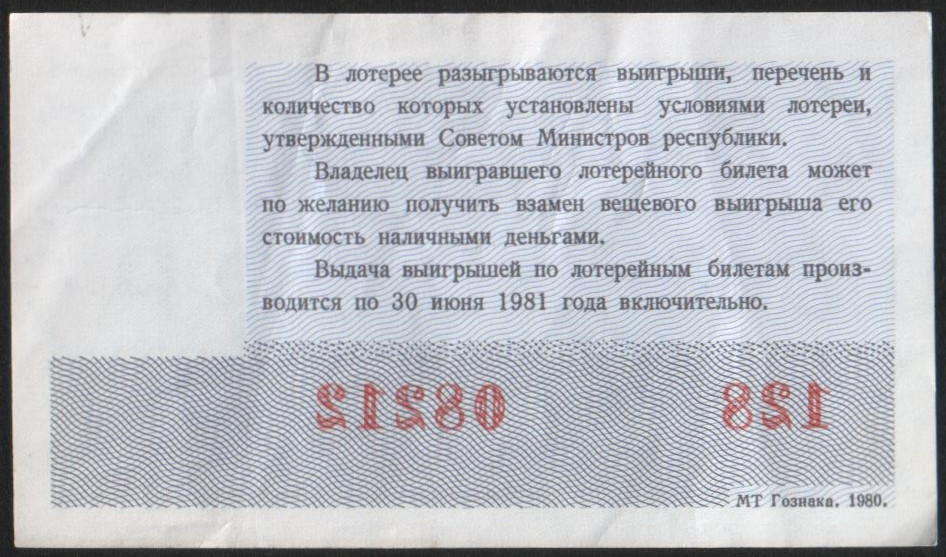 В лотерее разыгрываются выигрыши, перечень и
количество которых установлены условиями лотереи,
утвержденными Советом Министров республики.
Владелец выигравшего лотерейного билета может
по желанию получить взамен вещевого выигрыша его
стоимость наличными деньгами.
Выдача выигрышей по лотерейным билетам произ-
водится по 30 июня 1981 года включительно.
08212 128
МТ Гознака. 1980.